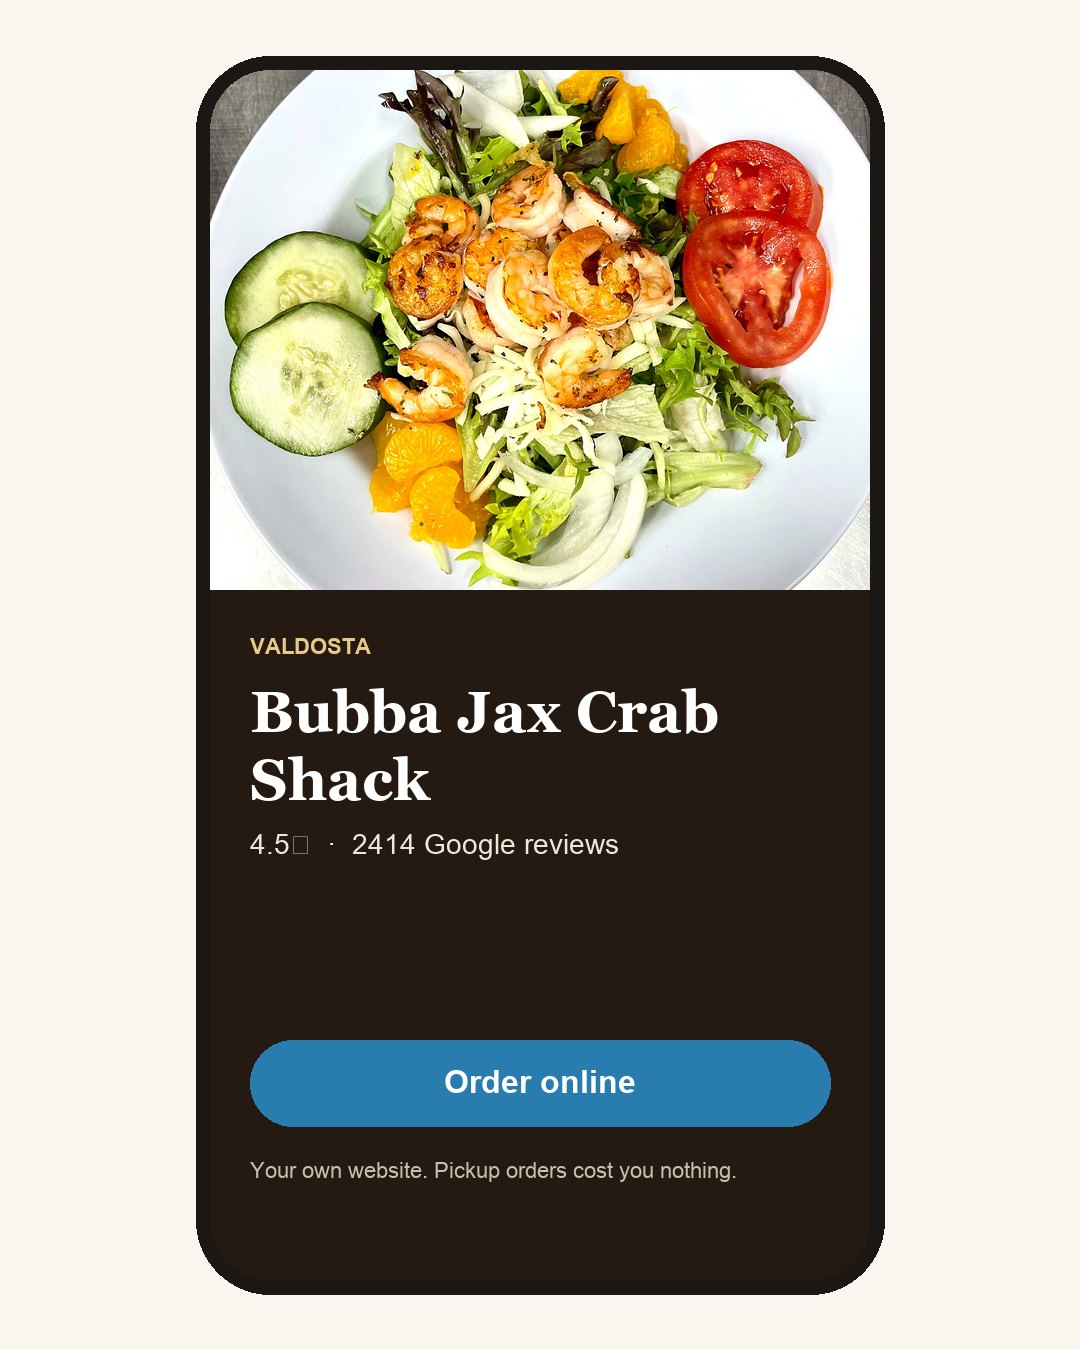 VALDOSTA
Bubba Jax Crab
Shack
4.5□ · 2414 Google reviews
Order online
Your own website. Pickup orders cost you nothing.